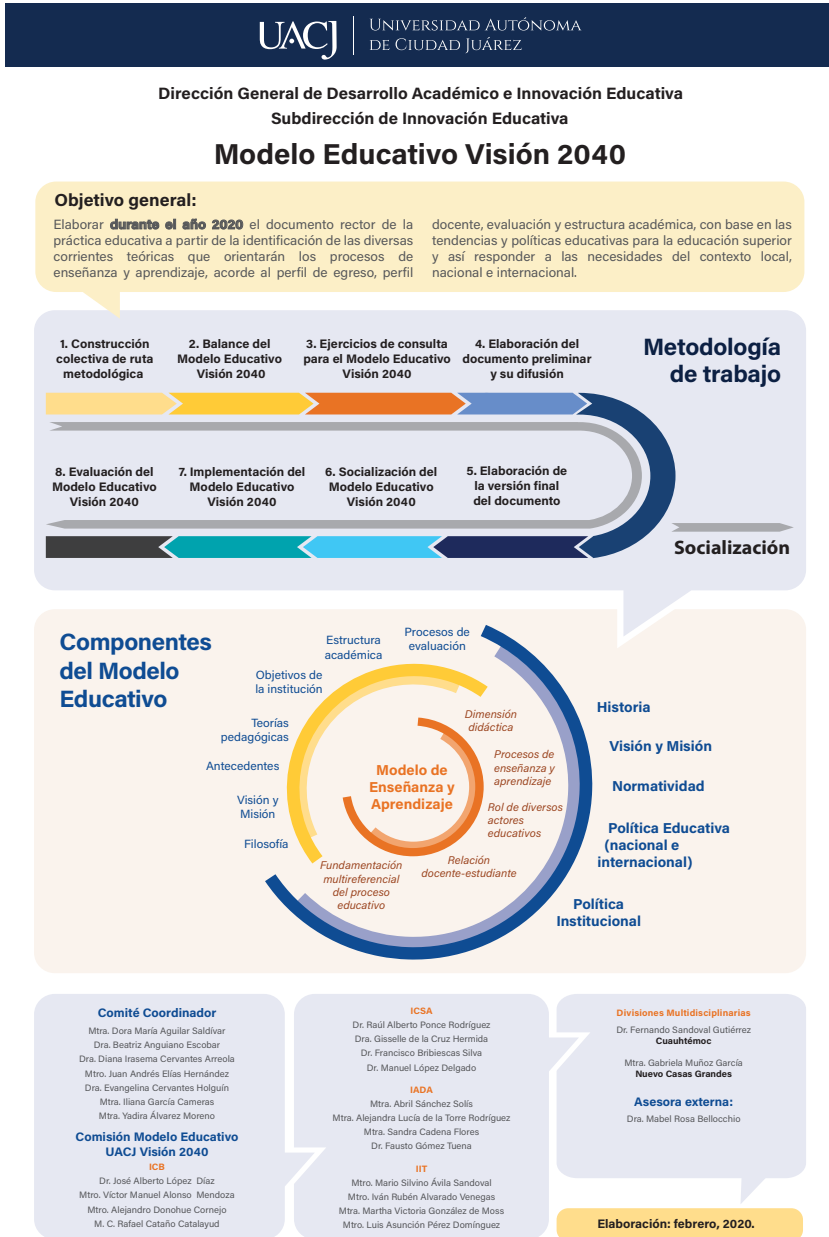 UACJ
UNIVERSIDAD AUTÓNOMA
DE CIUDAD JUÁREZ
Dirección General de Desarrollo Académico e Innovación Educativa
Subdirección de Innovación Educativa
Modelo Educativo Visión 2040
Objetivo general:
Elaborar durante el año 2020 el documento rector de la
práctica educativa a partir de la identificación de las diversas
corrientes teóricas que orientarán los procesos de
enseñanza y aprendizaje, acorde al perfil de egreso, perfil
docente, evaluación y estructura académica, con base en las
tendencias y políticas educativas para la educación superior
y así responder a las necesidades del contexto local,
nacional e internacional.
Metodología
de trabajo
1. Construcción
colectiva de ruta
metodológica
2. Balance del
Modelo Educativo
Visión 2040
3. Ejercicios de consulta
para el Modelo Educativo
Visión 2040
4. Elaboración del
documento preliminar
y su difusión
5. Elaboración de
la versión final
del documento
6. Socialización del
Modelo Educativo
Visión 2040
7. Implementación del
Modelo Educativo
Visión 2040
8. Evaluación del
Modelo Educativo
Visión 2040
Socialización
Componentes
del Modelo
Educativo
Procesos de
evaluación
Estructura
académica
Objetivos de
la institución
Teorías
pedagógicas
Antecedentes
Visión y
Misión
Filosofía
Modelo de
Enseñanza y
Aprendizaje
Dimensión
didáctica
Procesos de
enseñanza y
aprendizaje
Rol de diversos
actores
educativos
Relación
docente-estudiante
Fundamentación
multireferencial
del proceso
educativo
Historia
Visión y Misión
Normatividad
Política Educativa
(nacional e
internacional)
Política
Institucional
Comité Coordinador
Mtra. Dora María Aguilar Saldívar
Dra. Beatriz Anguiano Escobar
Dra. Diana Irasema Cervantes Arreola
Mtro. Juan Andrés Elías Hernández
Dra. Evangelina Cervantes Holguín
Mtra. Iliana García Cameras
Mtra. Yadira Álvarez Moreno
Comisión Modelo Educativo
UACJ Visión 2040
ICB
Dr. José Alberto López Díaz
Mtro. Víctor Manuel Alonso Mendoza
Mtro. Alejandro Donohue Cornejo
M. C. Rafael Cataño Catalayud
ICSA
Dr. Raúl Alberto Ponce Rodríguez
Dra. Gisselle de la Cruz Hermida
Dr. Francisco Bribiescas Silva
Dr. Manuel López Delgado
IADA
Mtra. Abril Sánchez Solís
Mtra. Alejandra Lucía de la Torre Rodríguez
Mtra. Sandra Cadena Flores
Dr. Fausto Gómez Tuena
IIT
Mtro. Mario Silvino Ávila Sandoval
Mtro. Iván Rubén Alvarado Venegas
Mtra. Martha Victoria González de Moss
Mtro. Luis Asunción Pérez Domínguez
Divisiones Multidisciplinarias
Dr. Fernando Sandoval Gutiérrez
Cuauhtémoc
Mtra. Gabriela Muñoz García
Nuevo Casas Grandes
Asesora externa:
Dra. Mabel Rosa Bellocchio
Elaboración: febrero, 2020.